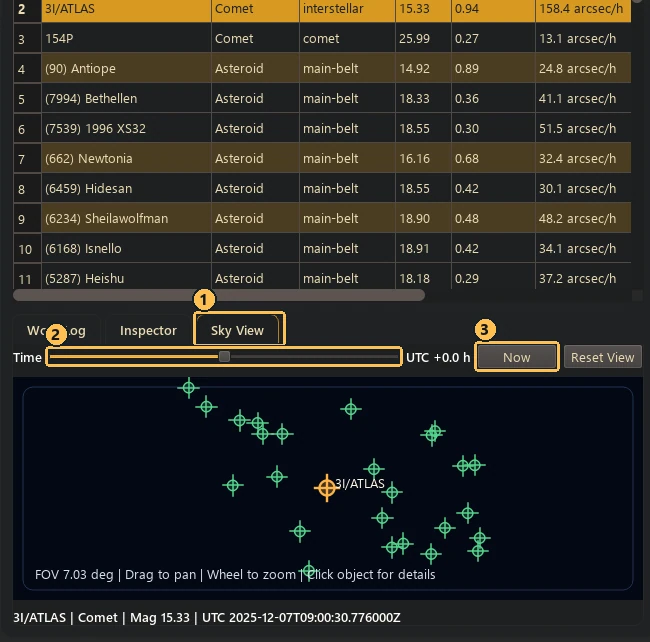 2 3I/ATLAS Comet interstellar 15.33 0.94 158.4 arcsec/h
3 154P Comet comet 25.99 0.27 13.1 arcsec/h
4 (90) Antiope Asteroid main-belt 14.92 0.89 24.8 arcsec/h
5 (7994) Bethellen Asteroid main-belt 18.33 0.36 41.1 arcsec/h
6 (7539) 1996 XS32 Asteroid main-belt 18.55 0.30 51.5 arcsec/h
7 (662) Newtonia Asteroid main-belt 16.16 0.68 32.4 arcsec/h
8 (6459) Hidesan Asteroid main-belt 18.55 0.42 30.1 arcsec/h
9 (6234) Sheilawolfman Asteroid main-belt 18.90 0.48 48.2 arcsec/h
10 (6168) Isnello Asteroid main-belt 18.91 0.42 34.1 arcsec/h
11 (5287) Heishu Asteroid main-belt 18.18 0.29 37.2 arcsec/h
1
Inspector Sky View
2 3
Time UTC +0.0 h Now Reset View
3I/ATLAS
FOV 7.03 deg | Drag to pan | Wheel to zoom | Click object for details
3I/ATLAS | Comet | Mag 15.33 | UTC 2025-12-07T09:00:30.776000Z